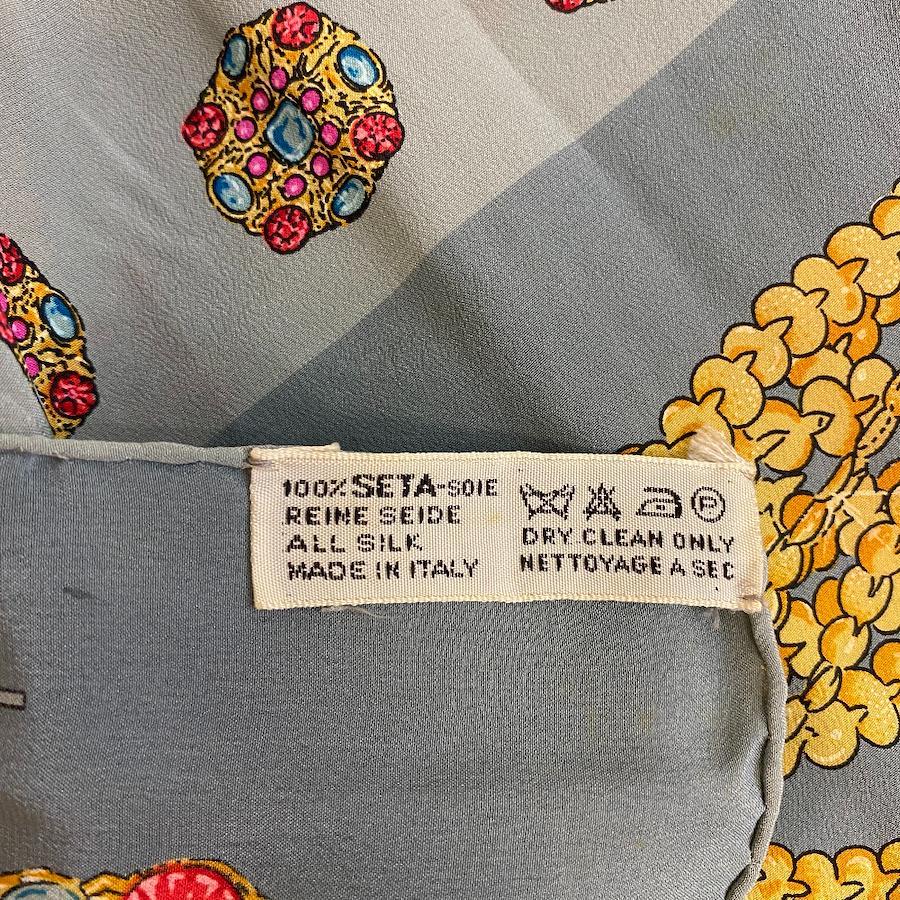 100% SETA-SOIE
REINE SEIDE
ALL SILK
MADE IN ITALY
P
DRY CLEAN ONLY
NETTOYAGE A SEC